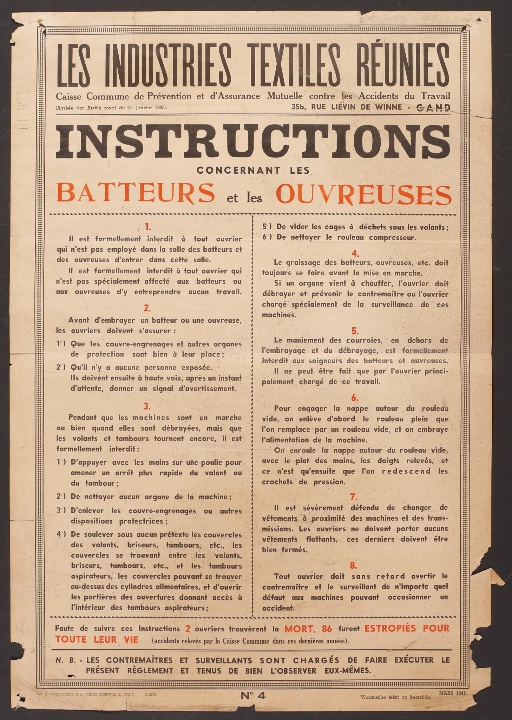 LES INDUSTRIES TEXTILES RÉUNIES
Caisse Commune de Prévention et d'Assurance Mutuelle contre les Accidents du Travail
35b, RUE LIÉVIN DE WINNE - GAND
INSTRUCTIONS
CONCERNANT LES
BATTEURS et les OUVREUSES
1.
Il est formellement interdit à tout ouvrier
qui n'est pas employé dans la salle des batteurs et
des ouvreuses d'entrer dans cette salle.
Il est formellement interdit à tout ouvrier qui
n'est pas spécialement affecté aux batteurs ou
aux ouvreuses d'y entreprendre aucun travail.
2.
Avant d'embrayer un batteur ou une ouvreuse,
les ouvriers doivent s'assurer :
1°) Que les couvre-engrenages et autres organes
de protection sont bien à leur place;
2°) Qu'il n'y a aucune personne exposée.
Ils doivent ensuite à haute voix, après un instant
d'attente, donner un signal d'avertissement.
3.
Pendant que les machines sont en marche
ou bien quand elles sont débrayées, mais que
les volants et tambours tournent encore, il est
formellement interdit :
1°) D'appuyer avec les mains sur une poulie pour
amener un arrêt plus rapide du volant ou
du tambour;
2°) De nettoyer aucun organe de la machine;
3°) D'enlever les couvre-engrenages ou autres
dispositions protectrices;
4°) De soulever sous aucun prétexte les couvercles
des volants, briseurs, tambours, etc., les
couvercles se trouvant entre les volants,
briseurs, tambours, etc., et les tambours
aspirateurs, les couvercles pouvant se trouver
au-dessus des cylindres alimentaires, et d'ouvrir
les portières des ouvertures donnant accès à
l'intérieur des tambours aspirateurs;
5°) De vider les cages à déchets sous les volants;
6°) De nettoyer le rouleau compresseur.
4.
Le graissage des batteurs, ouvreuses, etc. doit
toujours se faire avant la mise en marche.
Si un organe vient à chauffer, l'ouvrier doit
débrayer et prévenir le contremaître ou l'ouvrier
chargé spécialement de la surveillance de ces
machines.
5.
Le maniement des courroies, en dehors de
l'embrayage et du débrayage, est formellement
interdit aux soigneurs des batteurs et ouvreuses.
Il ne peut être fait que par l'ouvrier princi-
palement chargé de ce travail.
6.
Pour engager la nappe autour du rouleau
vide, on enlève d'abord le rouleau plein que
l'on remplace par un rouleau vide, et on embraye
l'alimentation de la machine.
On enroule la nappe autour du rouleau vide,
avec le plat des mains, les doigts relevés, et
ce n'est qu'ensuite que l'on redescend les
crochets de pression.
7.
Il est sévèrement défendu de changer de
vêtements à proximité des machines et des trans-
missions. Les ouvriers ne doivent porter aucuns
vêtements flottants, ces derniers doivent être
bien fermés.
8.
Tout ouvrier doit sans retard avertir le
contremaître et le surveillant de n'importe quel
défaut aux machines pouvant occasionner un
accident.
Faute de suivre ces instructions 2 ouvriers trouvèrent la MORT, 86 furent ESTROPIÉS POUR
TOUTE LEUR VIE (accidents relevés par la Caisse Commune dans ces dernières années).
N. B. - LES CONTREMAÎTRES ET SURVEILLANTS SONT CHARGÉS DE FAIRE EXÉCUTER LE
PRÉSENT RÈGLEMENT ET TENUS DE BIEN L'OBSERVER EUX-MÊMES.
N° 4
Vlaamsche tekst op keerzijde.
MARS 1941